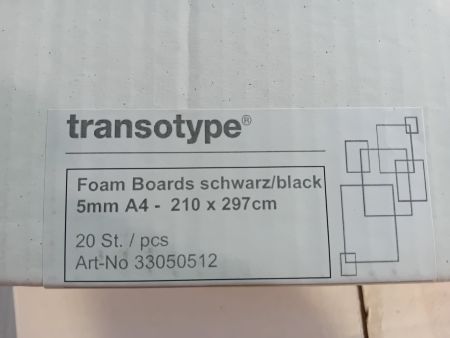 transotype®
Foam Boards schwarz/black
5mm A4 - 210 x 297cm
20 St. / pcs
Art-No 33050512